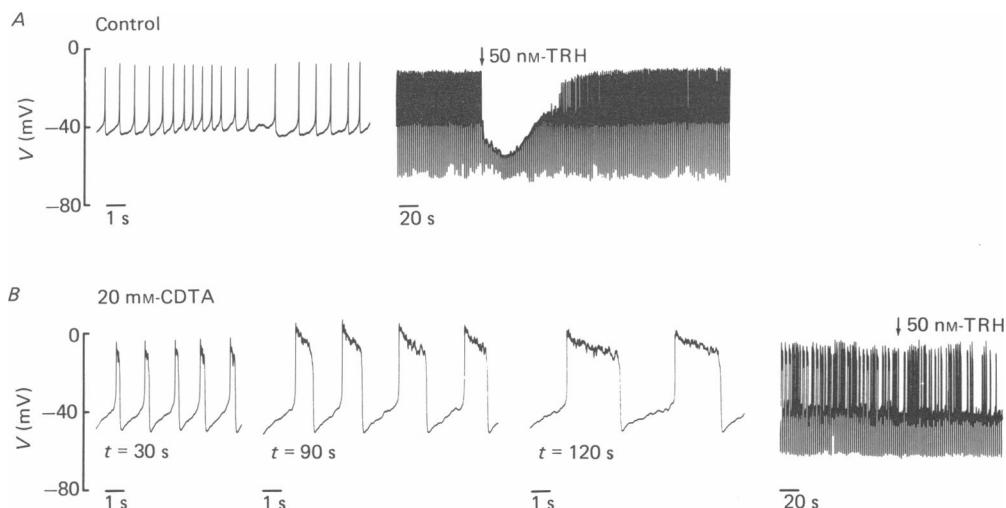 A
Control
0
−40
−80
V (mV)
1 s
↓ 50 nM-TRH
20 s
B
20 mM-CDTA
0
−40
−80
V (mV)
t = 30 s
1 s
t = 90 s
1 s
t = 120 s
1 s
↓ 50 nM-TRH
20 s